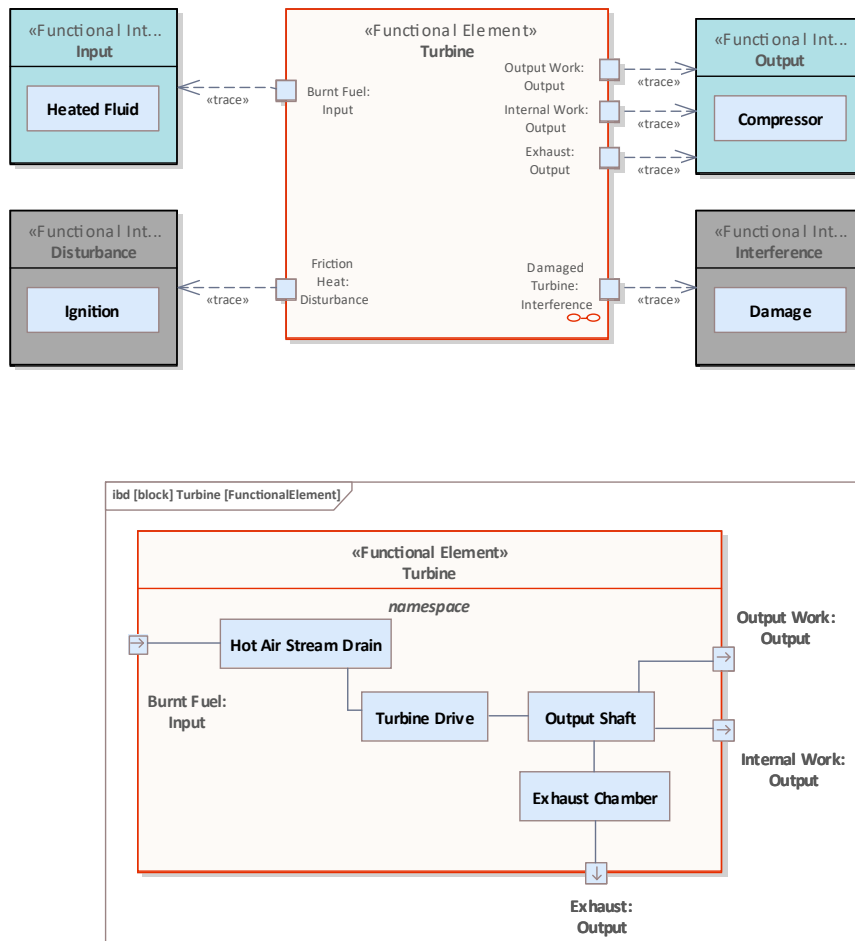 «Functional Int...
Input
Heated Fluid
«trace»
«Functional Element»
Turbine
Burnt Fuel:
Input
Output Work:
Output
Internal Work:
Output
Exhaust:
Output
«trace»
«trace»
«trace»
«Functional Int...
Output
Compressor
«Functional Int...
Disturbance
Ignition
«trace»
Friction
Heat:
Disturbance
Damaged
Turbine:
Interference
«trace»
«Functional Int...
Interference
Damage
ibd [block] Turbine [FunctionalElement]
«Functional Element»
Turbine
namespace
Hot Air Stream Drain
Burnt Fuel:
Input
Turbine Drive
Output Shaft
Exhaust Chamber
Output Work:
Output
Internal Work:
Output
Exhaust:
Output